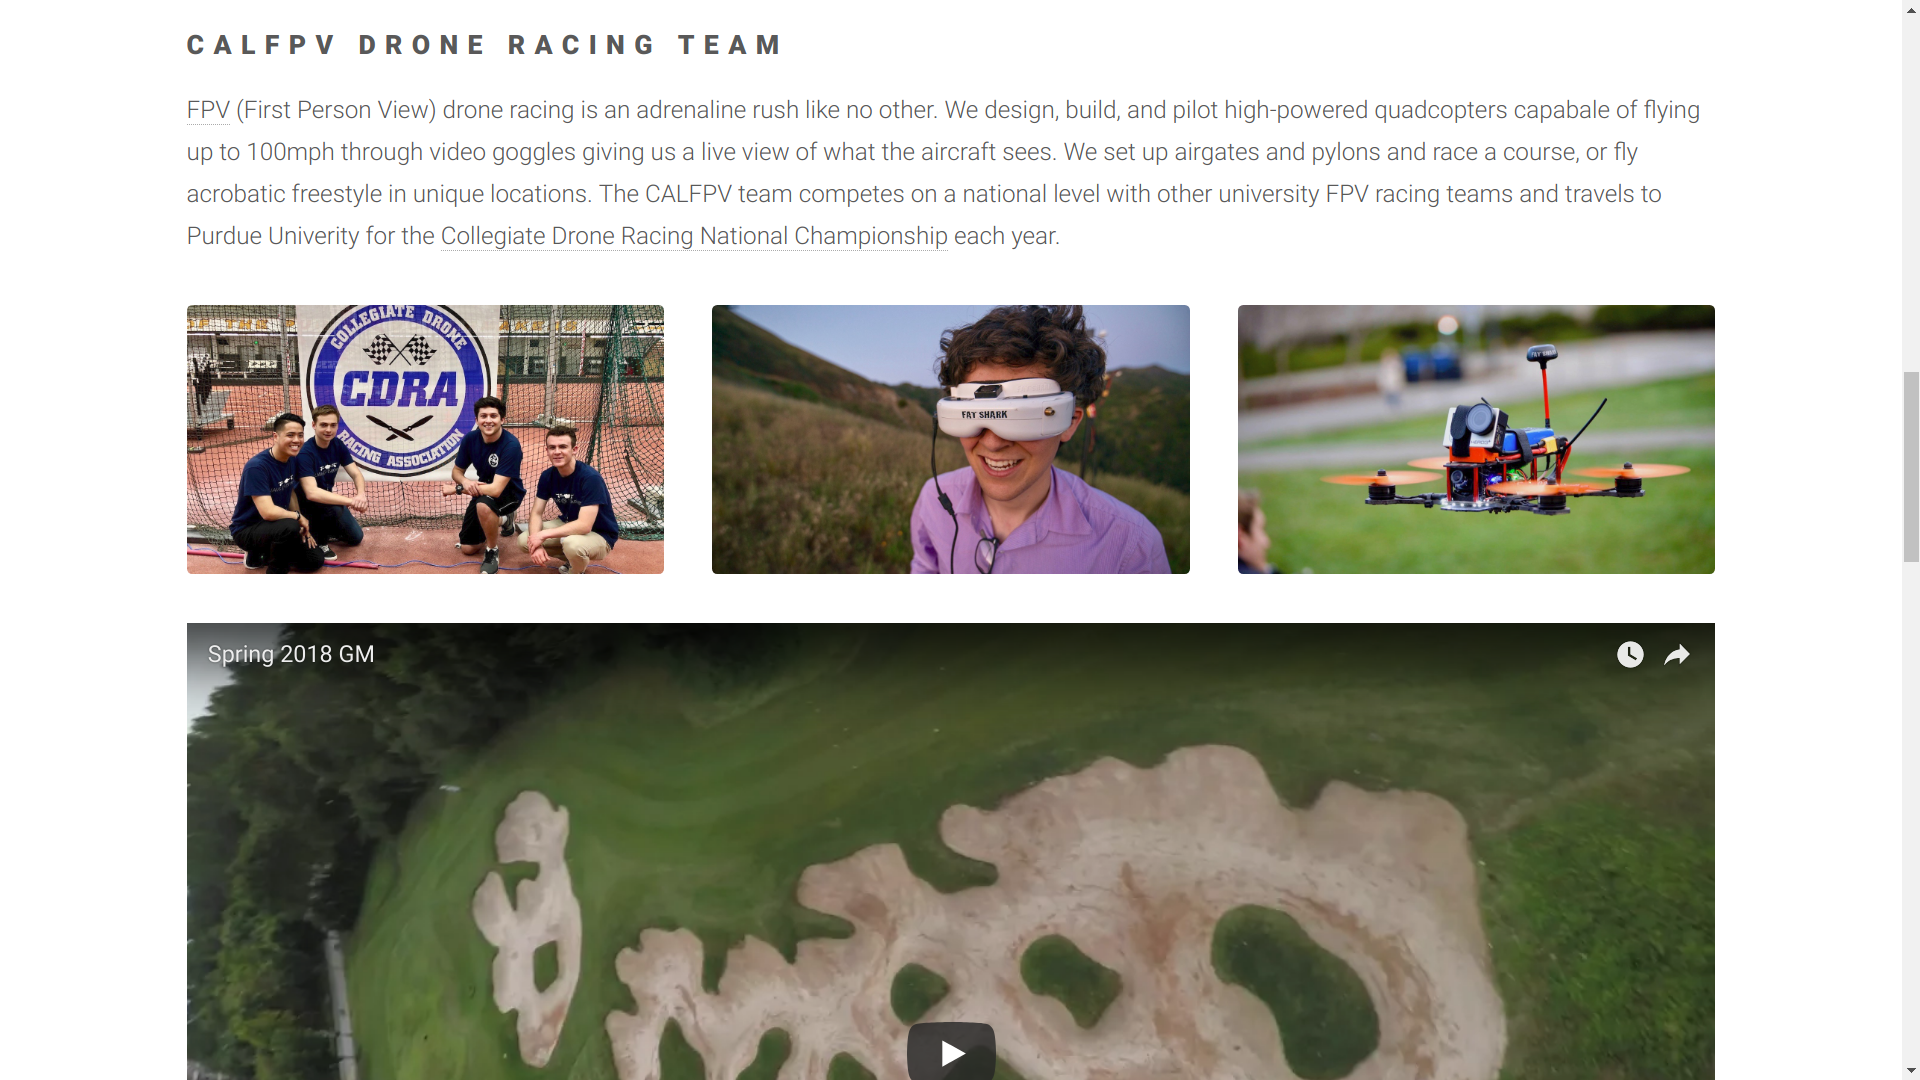 CALFPV DRONE RACING TEAM
FPV (First Person View) drone racing is an adrenaline rush like no other. We design, build, and pilot high-powered quadcopters capabale of flying
up to 100mph through video goggles giving us a live view of what the aircraft sees. We set up airgates and pylons and race a course, or fly
acrobatic freestyle in unique locations. The CALFPV team competes on a national level with other university FPV racing teams and travels to
Purdue Univerity for the Collegiate Drone Racing National Championship each year.
COLLEGIATE DRONE
CDRA
RACING ASSOCIATION
FAT SHARK
FAT SHARK
Spring 2018 GM